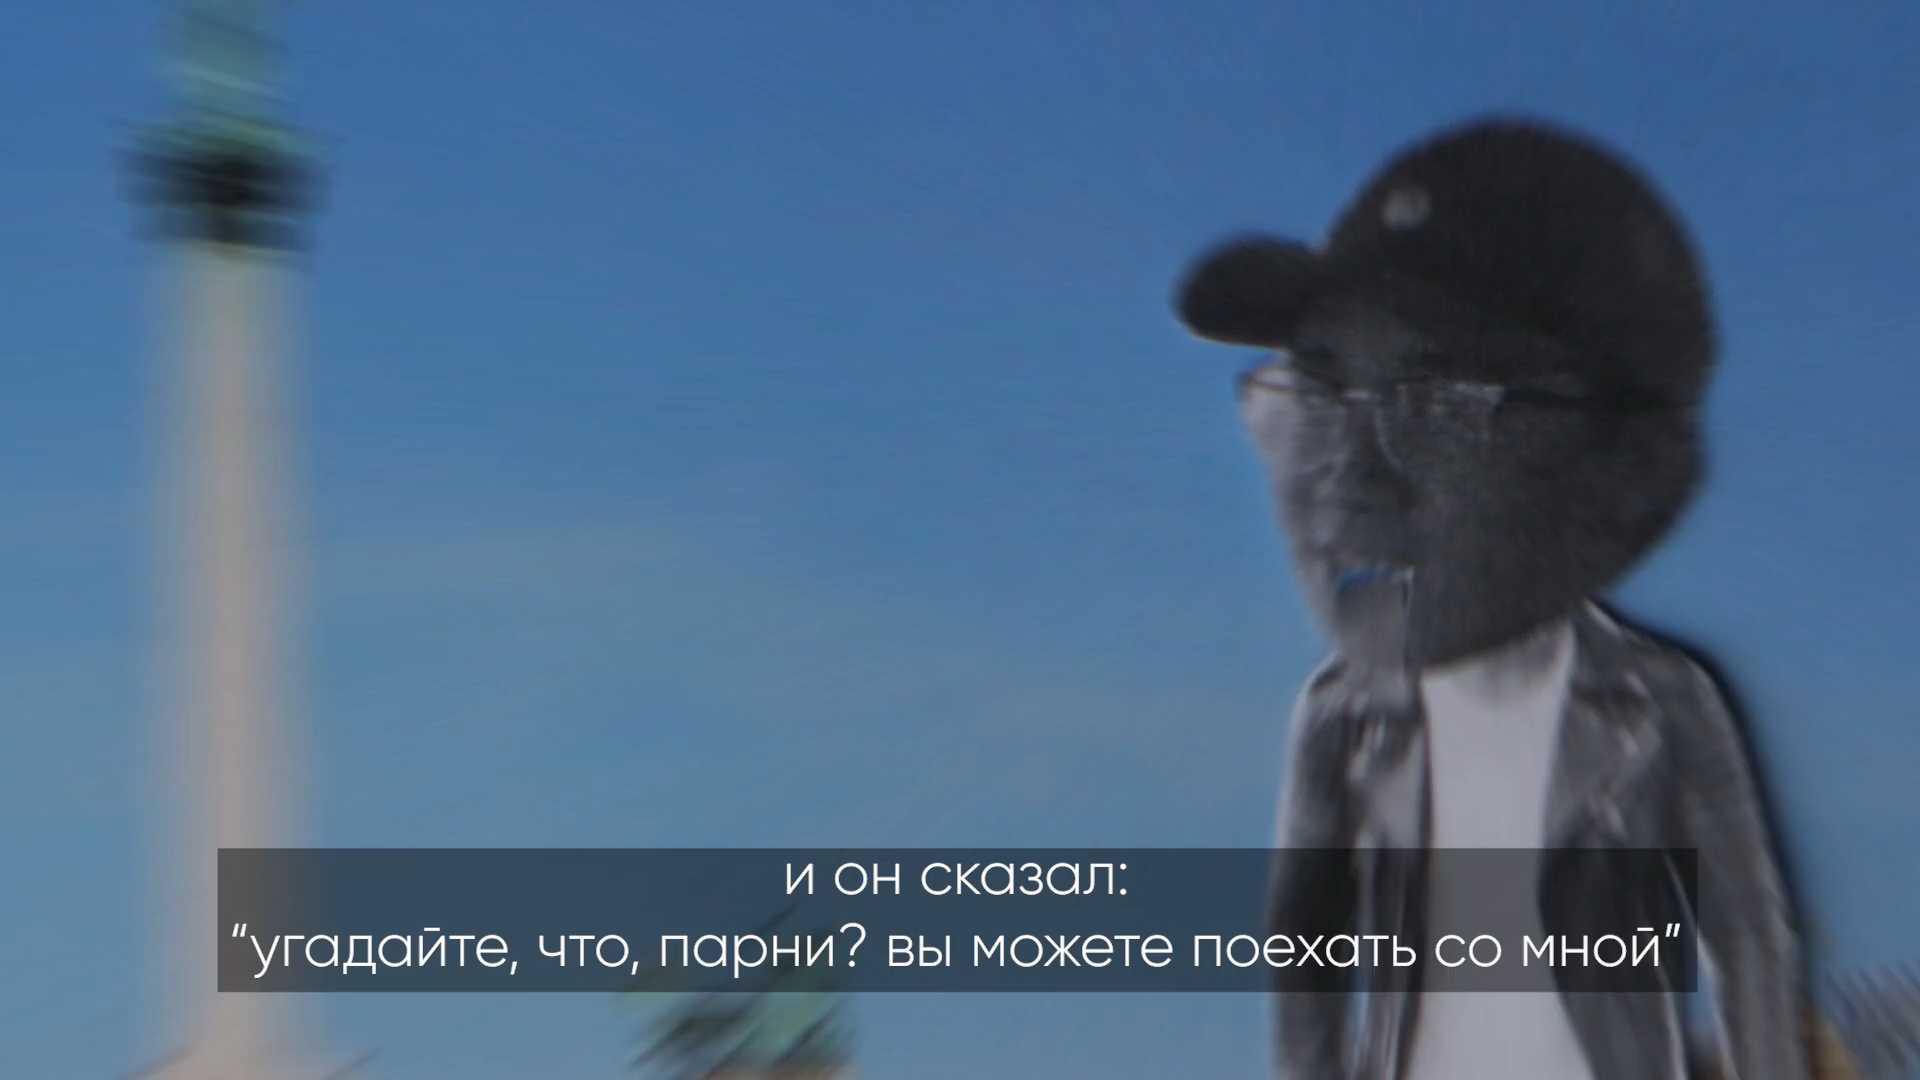 и он сказал:
“угадайте, что, парни? вы можете поехать со мной”